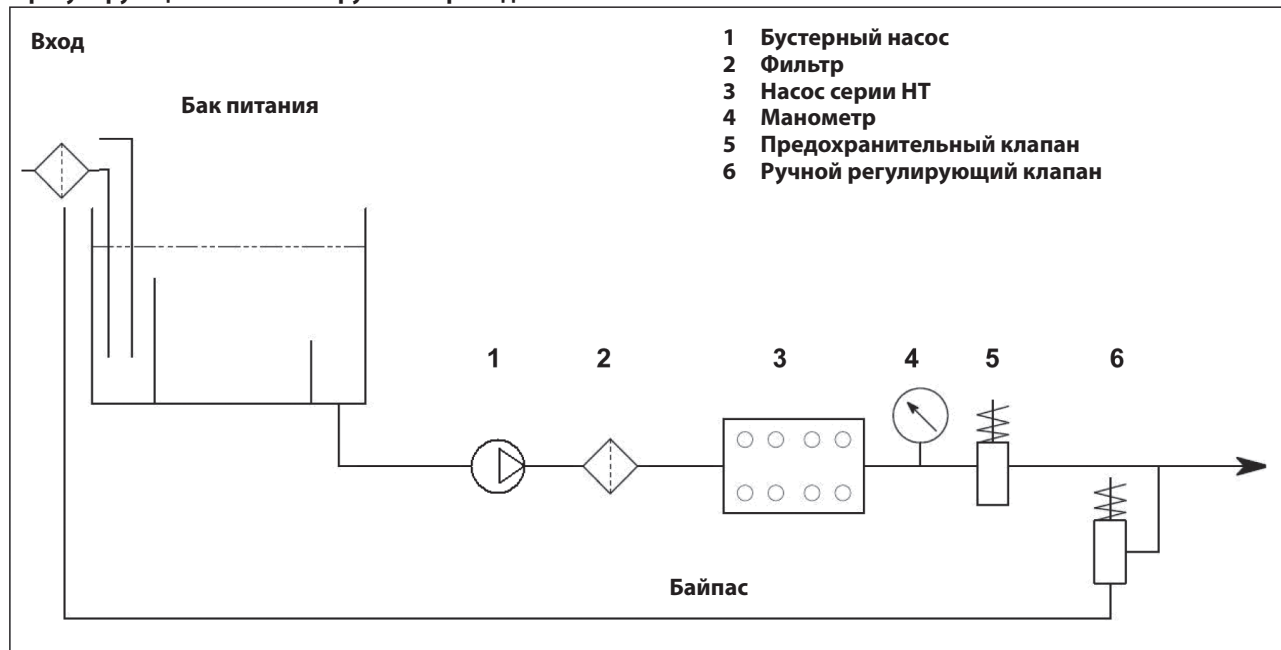 Вход
Бак питания
1 Бустерный насос
2 Фильтр
3 Насос серии НТ
4 Манометр
5 Предохранительный клапан
6 Ручной регулирующий клапан
1 2 3 4 5 6
Байпас